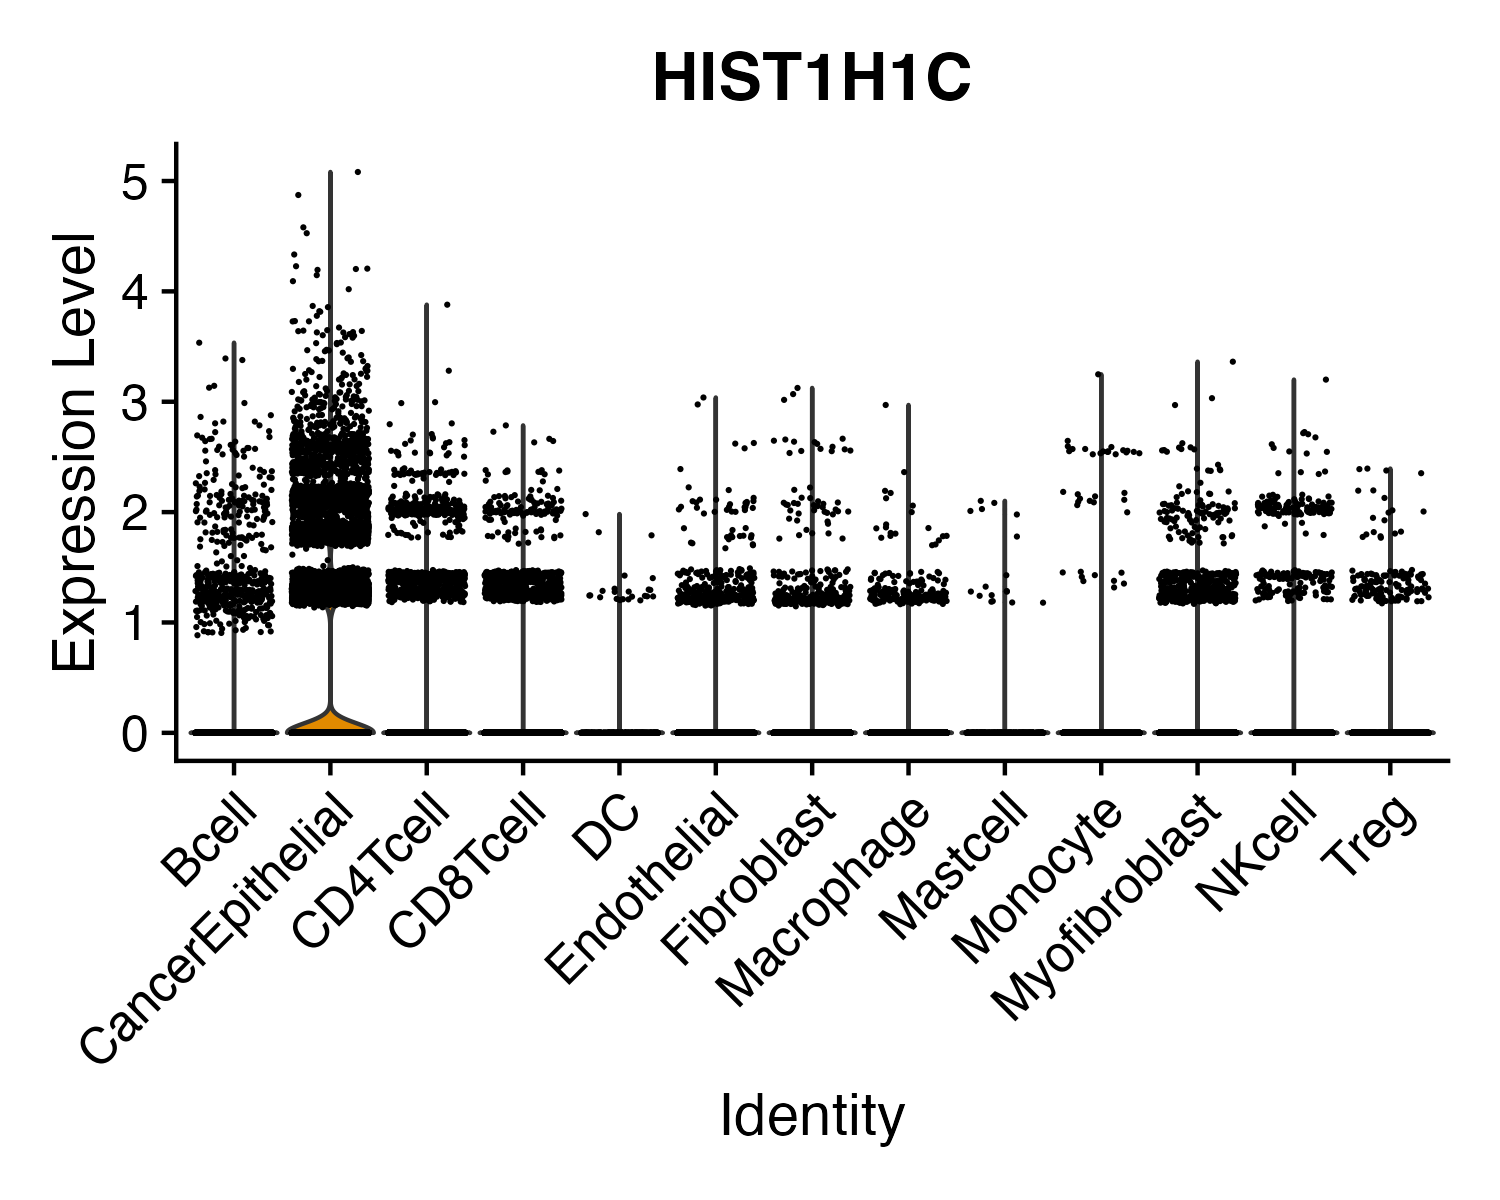 HIST1H1C
Expression Level
5
4
3
2
1
0
Bcell
CancerEpithelial
CD4Tcell
CD8Tcell
DC
Endothelial
Fibroblast
Macrophage
Mastcell
Monocyte
Myofibroblast
NKcell
Treg
Identity